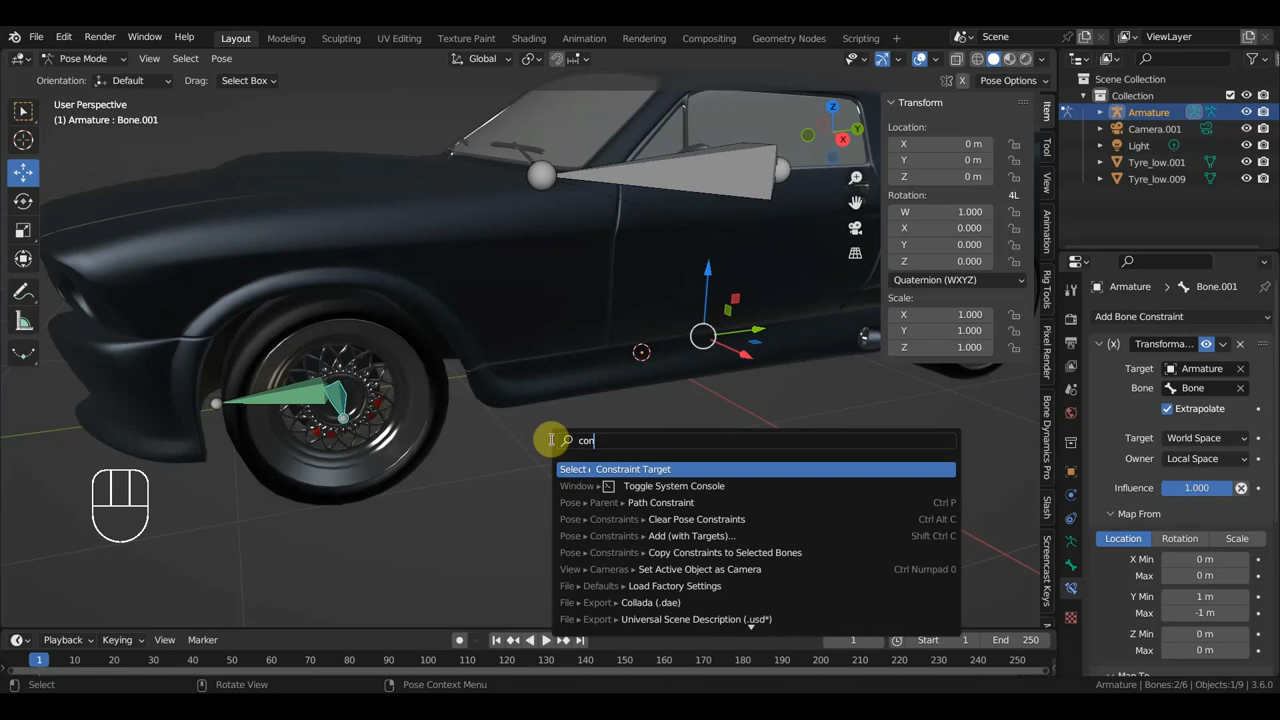 File Edit Render Window Help Layout Modeling Sculpting UV Editing Texture Paint Shading Animation Rendering Compositing Geometry Nodes Scripting + Scene ViewLayer
Pose Mode View Select Pose Global
Orientation: Default Drag: Select Box X Pose Options
User Perspective
(1) Armature : Bone.001
Z
Y
X
Transform
Location:
X 0 m
Y 0 m
Z 0 m
Rotation: 4L
W 1.000
X 0.000
Y 0.000
Z 0.000
Quaternion (WXYZ)
Scale:
X 1.000
Y 1.000
Z 1.000
Item
Tool
View
Animation
Rig Tools
Pixel Render
Bone Dynamics Pro
Slash
Screencast Keys
Scene Collection
Collection
Armature
Camera.001
Light
Tyre_low.001
Tyre_low.009
Armature > Bone.001
Add Bone Constraint
(X) Transforma...
Target Armature
Bone Bone
Extrapolate
Target World Space
Owner Local Space
Influence 1.000
Map From
Location Rotation Scale
X Min 0 m
Max 0 m
Y Min 1 m
Max -1 m
Z Min 0 m
Max 0 m
Map To
con
Select Constraint Target
Window Toggle System Console
Pose Parent Path Constraint Ctrl P
Pose Constraints Clear Pose Constraints Ctrl Alt C
Pose Constraints Add (with Targets)... Shift Ctrl C
Pose Constraints Copy Constraints to Selected Bones
View Cameras Set Active Object as Camera Ctrl Numpad 0
File Defaults Load Factory Settings
File Export Collada (.dae)
File Export Universal Scene Description (.usd*)
Playback Keying View Marker 1 Start 1 End 250
1 10 20 30 40 50 60 70 80 90 100 110 120 130 140 150 160 170 180 190 200 210 220 230 240 250
Select Rotate View Pose Context Menu Armature | Bones:2/6 | Objects:1/9 | 3.6.0